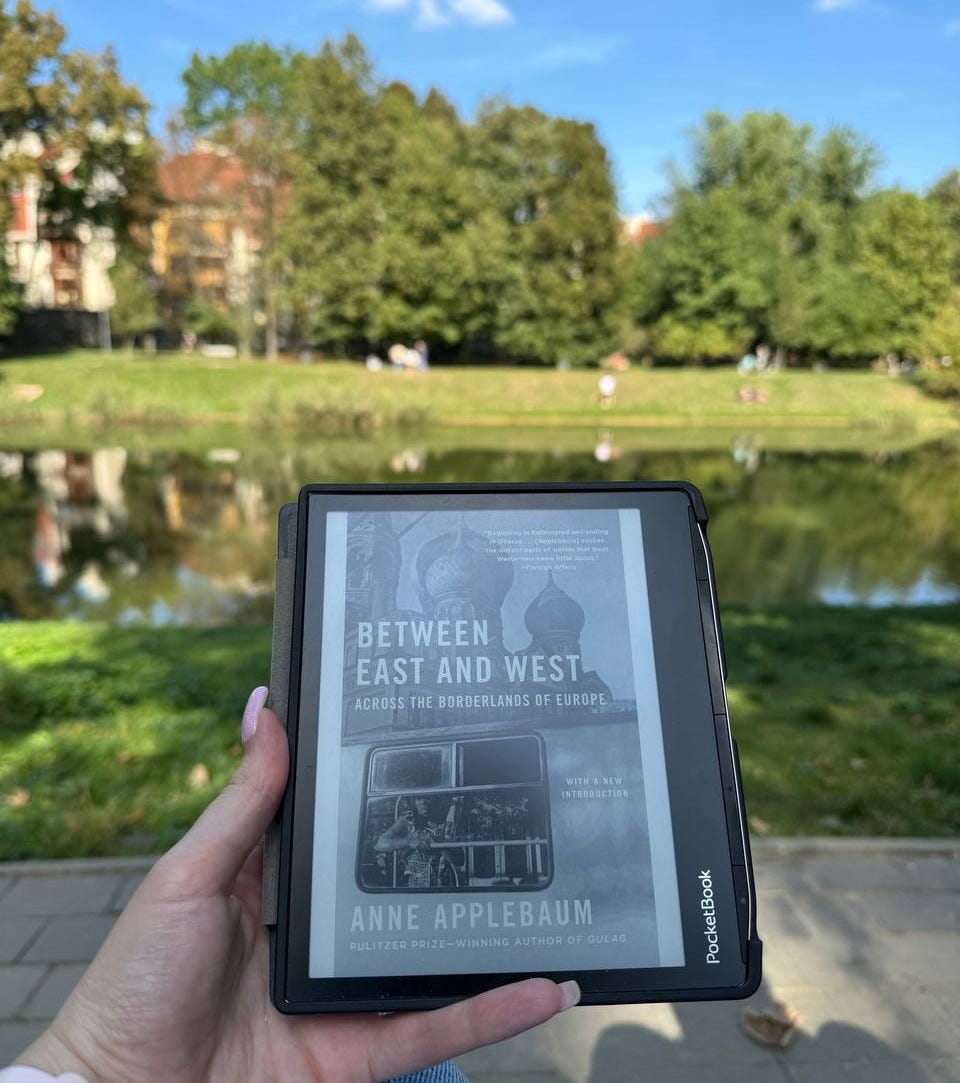 "Beginning in Kaliningrad and ending
in Odessa... [Applebaum] evokes
the distant pasts of worlds that most
Westerners know little about."
—Foreign Affairs
BETWEEN
EAST AND WEST
ACROSS THE BORDERLANDS OF EUROPE
WITH A NEW
INTRODUCTION
ANNE APPLEBAUM
PULITZER PRIZE—WINNING AUTHOR OF GULAG
PocketBook